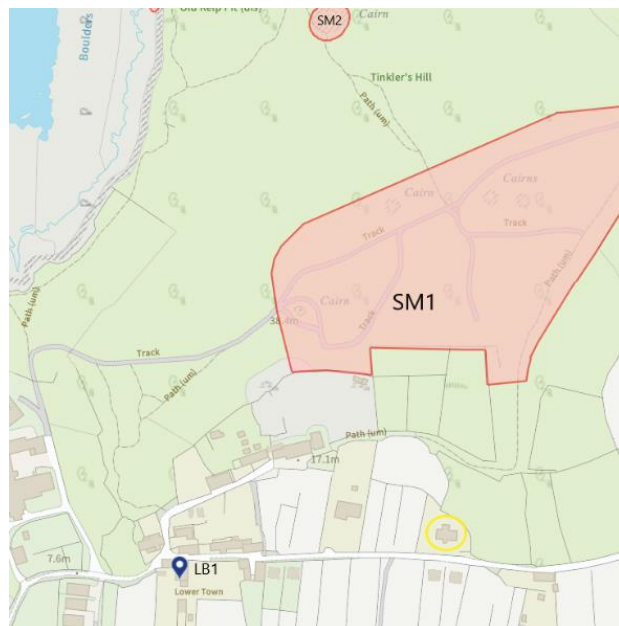 Old Kelp Pit (dis)
SM2
Cairn
Boulders
Tinkler's Hill
Path (um)
Cairn
Cairns
Track
Track
Path (um)
Cairn
SM1
Track
38.4m
Path (um)
Track
Path (um)
Path (um)
17.1m
7.6m
LB1
Lower Town